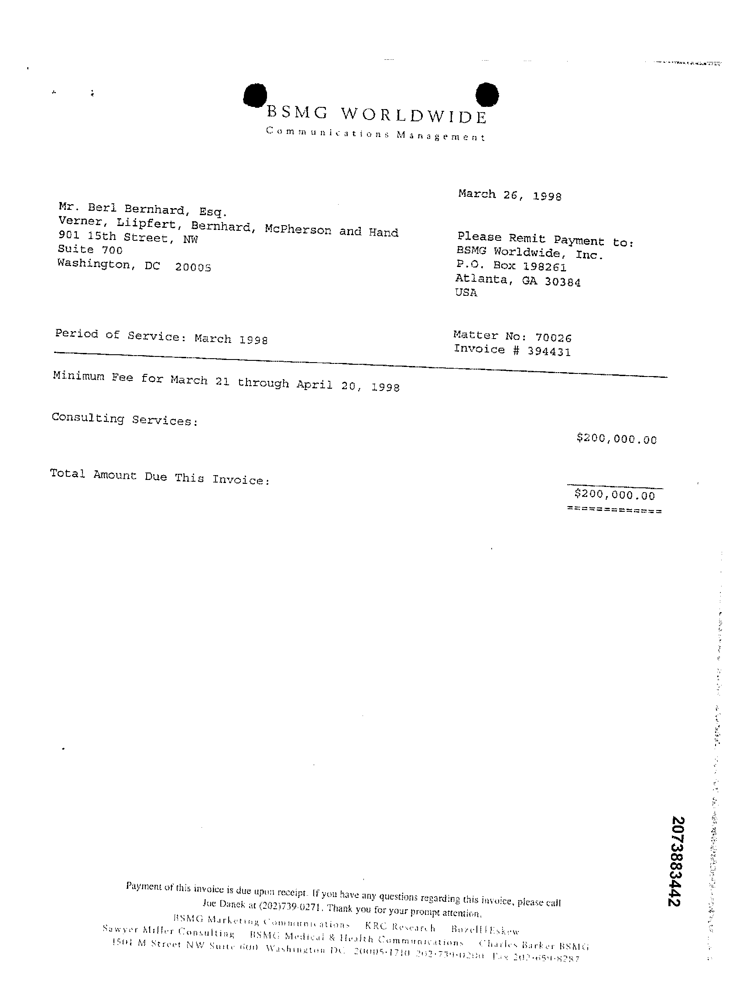 BSMG WORLDWIDE
Communications Management
March 26, 1998
Mr. Berl Bernhard, Esq.
Verner, Liipfert, Bernhard, McPherson and Hand
901 15th Street, NW
Suite 700
Washington, DC 20005
Please Remit Payment to:
BSMG Worldwide, Inc.
P.O. Box 198261
Atlanta, GA 30384
USA
Period of Service: March 1998
Matter No: 70026
Invoice # 394431
Minimum Fee for March 21 through April 20, 1998
Consulting Services:
$200,000.00
Total Amount Due This Invoice:
$200,000.00
=============
2073883442
Payment of this invoice is due upon receipt. If you have any questions regarding this invoice, please call
Joe Danek at (202)739-0271. Thank you for your prompt attention.
BSMG Marketing Communications KRC Research Bozell|Eskew
Sawyer Miller Consulting BSMG Medical & Health Communications Charles Barker BSMG
1501 M Street NW Suite 600 Washington DC 20005-1710 202-739-0200 Fax 202-659-8287